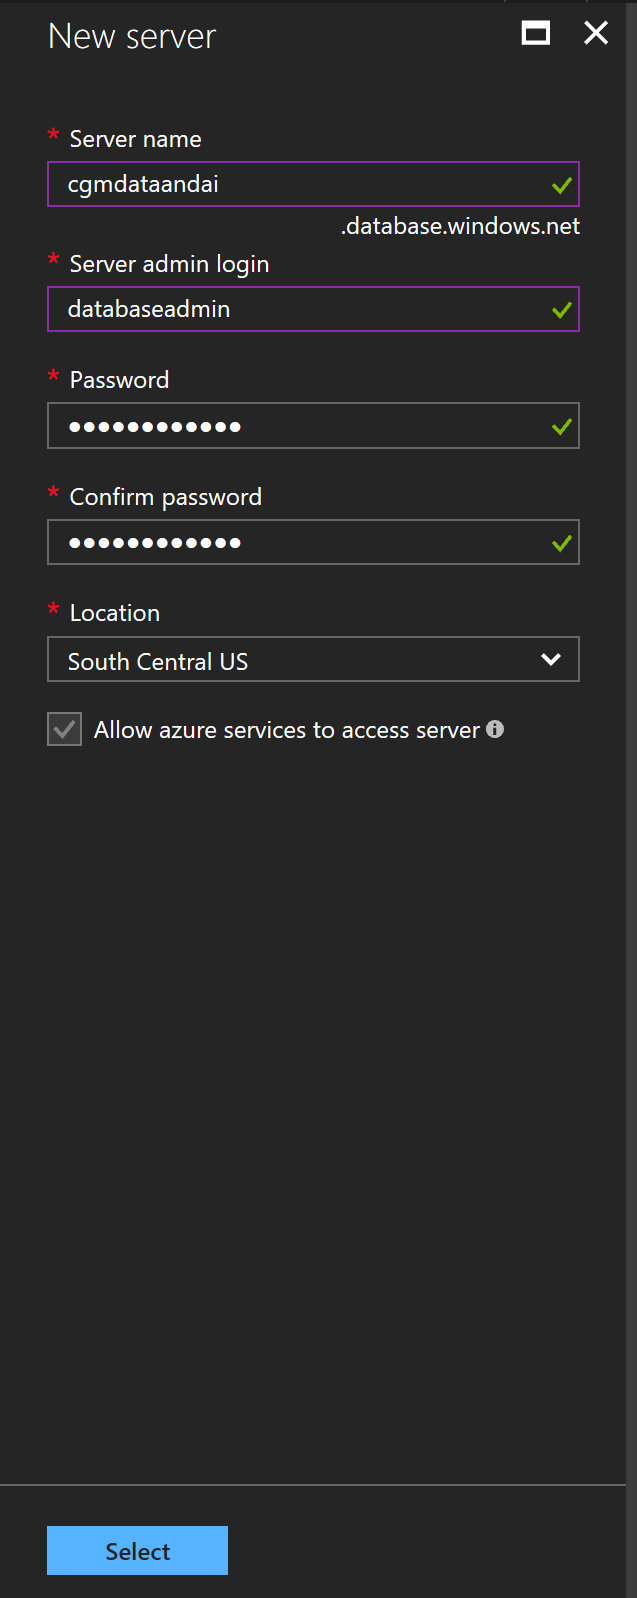 New server
* Server name
cgmdataandai
.database.windows.net
* Server admin login
databaseadmin
* Password
●●●●●●●●●●●●
* Confirm password
●●●●●●●●●●●●
* Location
South Central US
Allow azure services to access server
Select